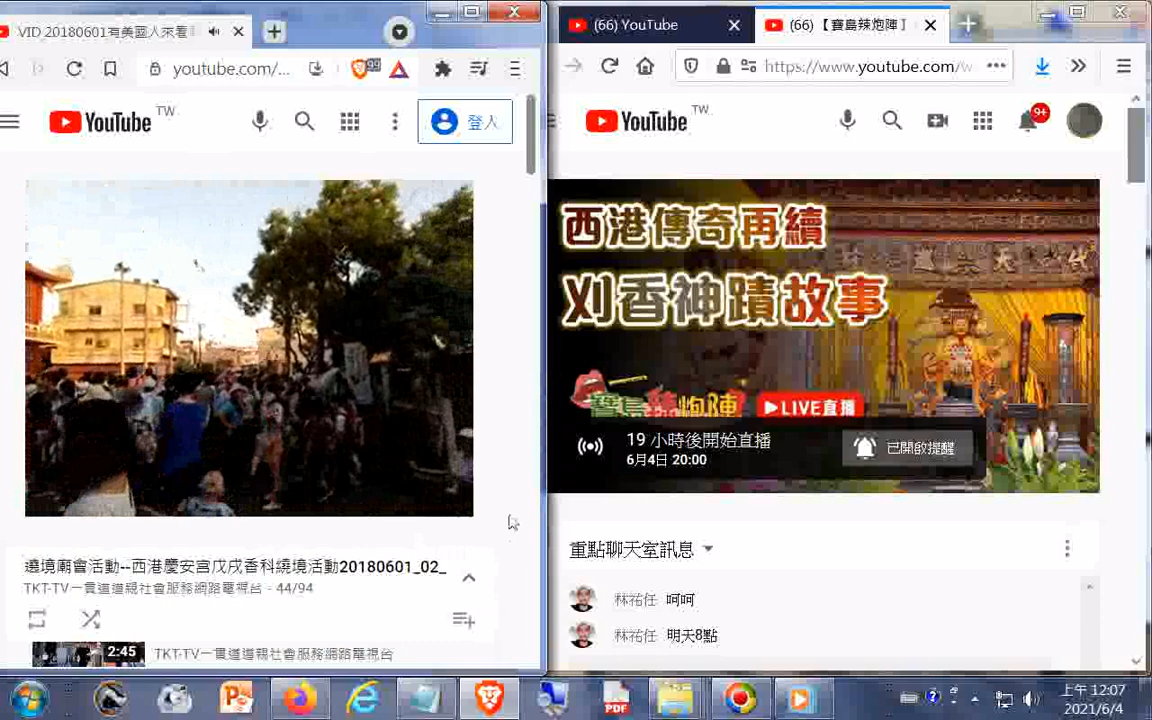 VID 20180601有美國人來看
youtube.com/...
99
YouTube TW
登入
遶境廟會活動--西港慶安宮戊戌香科繞境活動20180601_02_
TKT-TV一貫道道親社會服務網路電視台 - 44/94
2:45
TKT-TV一貫道道親社會服務網路電視台
(66) YouTube
(66) 【寶島辣炮陣】
https://www.youtube.com/w
YouTube TW
9+
西港傳奇再續
刈香神蹟故事
寶島辣炮陣
LIVE直播
19 小時後開始直播
6月4日 20:00
已開啟提醒
重點聊天室訊息
林祐任 呵呵
林祐任 明天8點
PDF
上午 12:07
2021/6/4